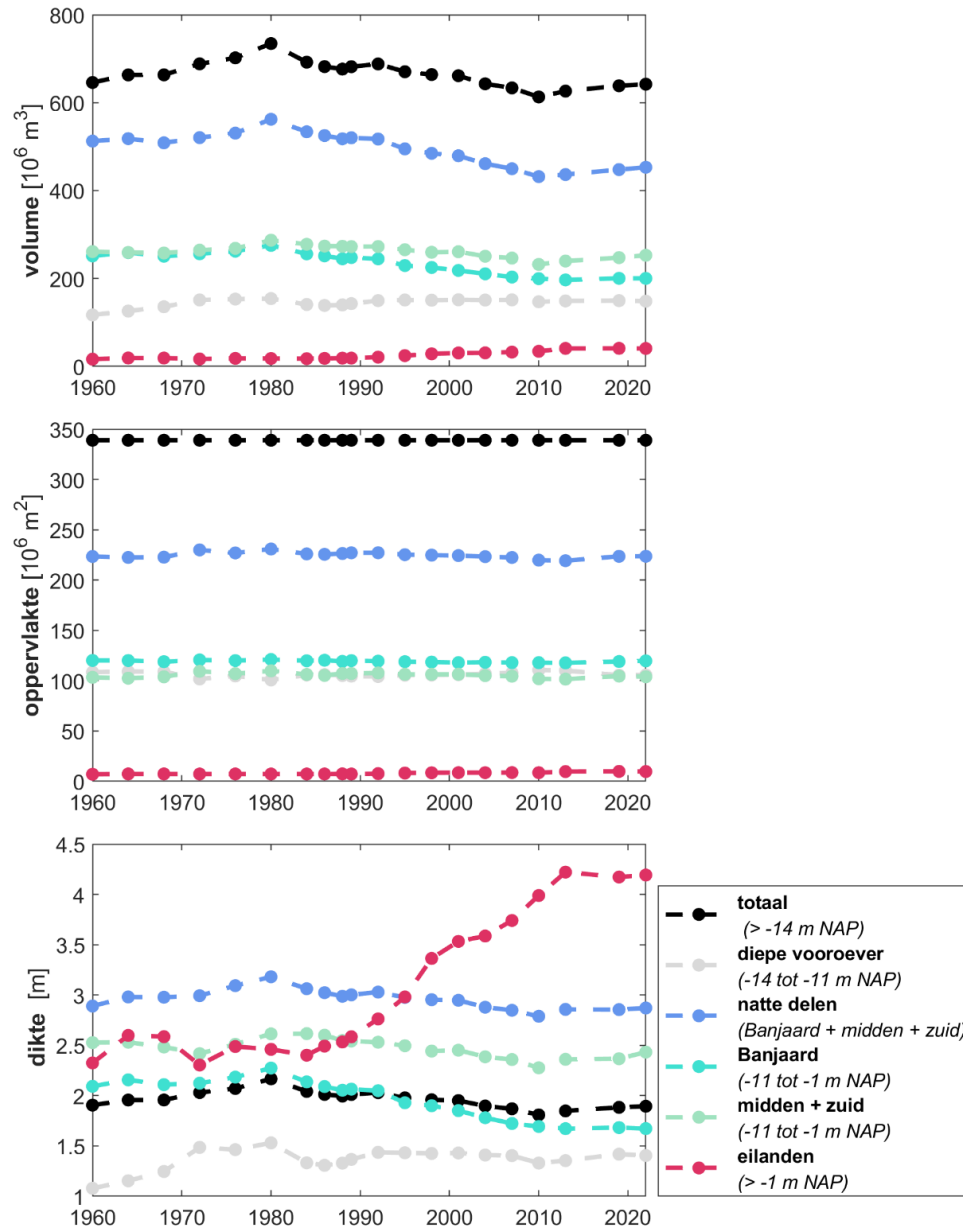 800
600
400
200
0
volume [10⁶ m³]
1960 1970 1980 1990 2000 2010 2020
350
300
250
200
150
100
50
0
oppervlakte [10⁶ m²]
1960 1970 1980 1990 2000 2010 2020
4.5
4
3.5
3
2.5
2
1.5
1
dikte [m]
1960 1970 1980 1990 2000 2010 2020
totaal
(> -14 m NAP)
diepe vooroever
(-14 tot -11 m NAP)
natte delen
(Banjaard + midden + zuid)
Banjaard
(-11 tot -1 m NAP)
midden + zuid
(-11 tot -1 m NAP)
eilanden
(> -1 m NAP)